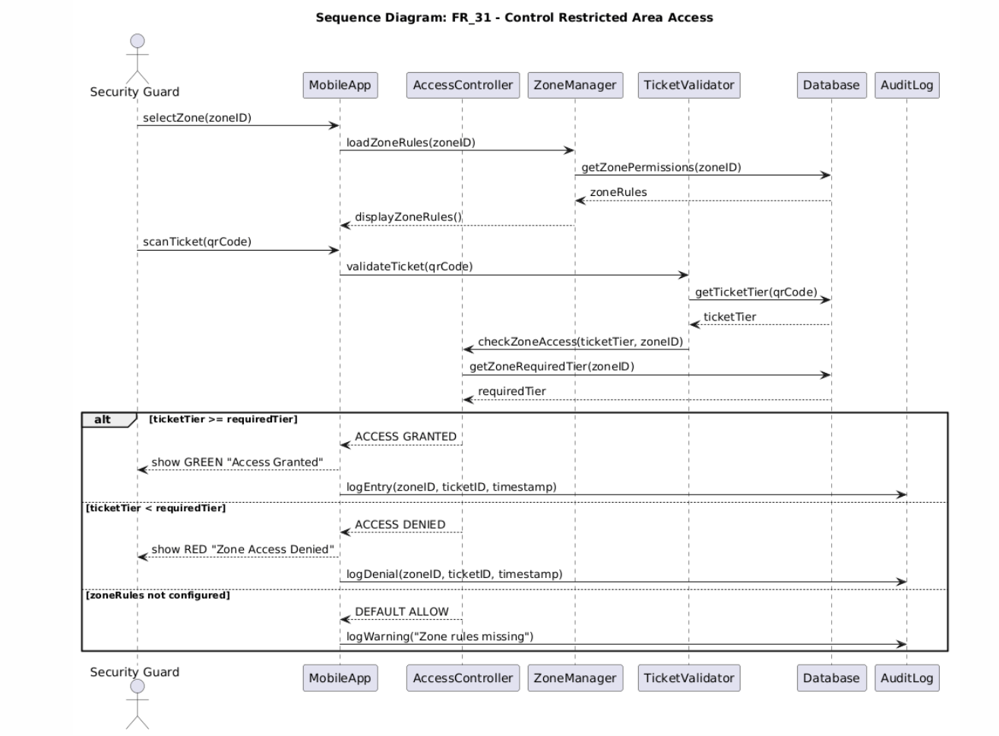 Sequence Diagram: FR_31 - Control Restricted Area Access
Security Guard
MobileApp
AccessController
ZoneManager
TicketValidator
Database
AuditLog
selectZone(zoneID)
loadZoneRules(zoneID)
getZonePermissions(zoneID)
zoneRules
displayZoneRules()
scanTicket(qrCode)
validateTicket(qrCode)
getTicketTier(qrCode)
ticketTier
checkZoneAccess(ticketTier, zoneID)
getZoneRequiredTier(zoneID)
requiredTier
alt [ticketTier >= requiredTier]
ACCESS GRANTED
show GREEN "Access Granted"
logEntry(zoneID, ticketID, timestamp)
[ticketTier < requiredTier]
ACCESS DENIED
show RED "Zone Access Denied"
logDenial(zoneID, ticketID, timestamp)
[zoneRules not configured]
DEFAULT ALLOW
logWarning("Zone rules missing")
Security Guard
MobileApp
AccessController
ZoneManager
TicketValidator
Database
AuditLog